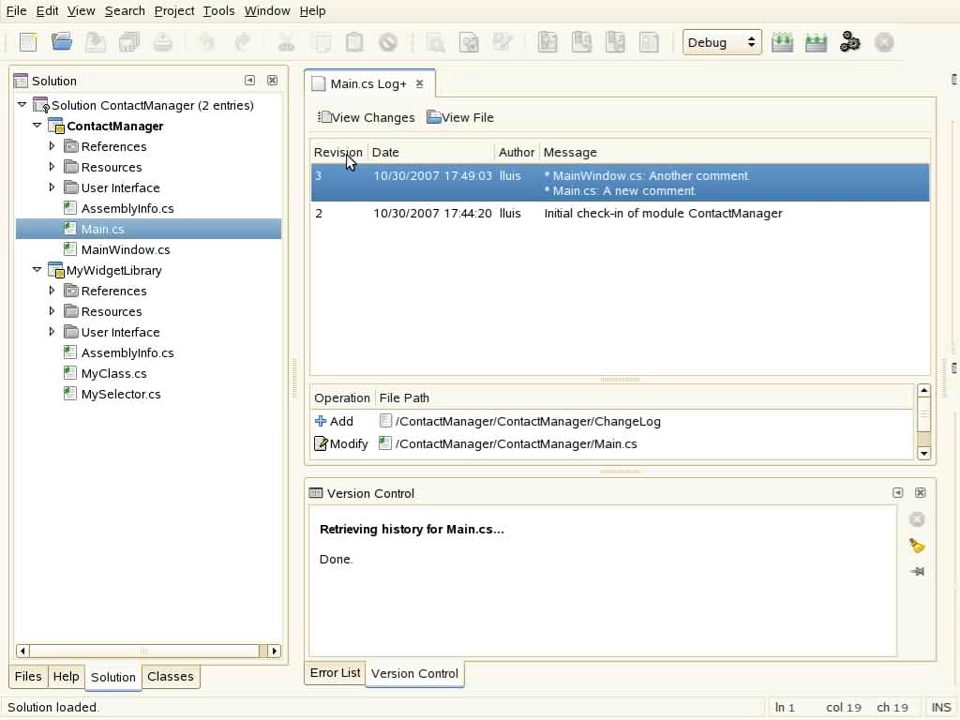 File Edit View Search Project Tools Window Help
Debug
Solution
Solution ContactManager (2 entries)
ContactManager
References
Resources
User Interface
AssemblyInfo.cs
Main.cs
MainWindow.cs
MyWidgetLibrary
References
Resources
User Interface
AssemblyInfo.cs
MyClass.cs
MySelector.cs
Files Help Solution Classes
Main.cs Log+
View Changes View File
Revision Date Author Message
3 10/30/2007 17:49:03 lluis * MainWindow.cs: Another comment.
* Main.cs: A new comment.
2 10/30/2007 17:44:20 lluis Initial check-in of module ContactManager
Operation File Path
Add /ContactManager/ContactManager/ChangeLog
Modify /ContactManager/ContactManager/Main.cs
Version Control
Retrieving history for Main.cs...
Done.
Error List Version Control
Solution loaded. ln 1 col 19 ch 19 INS